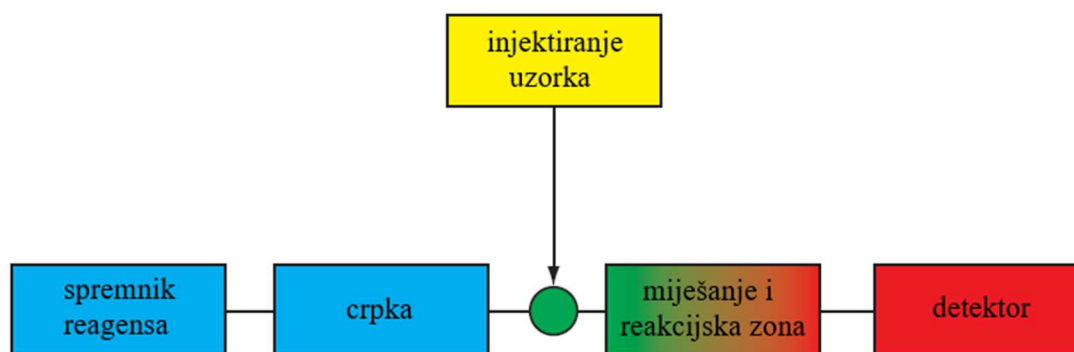 injektiranje
uzorka
spremnik
reagensa
crpka
miješanje i
reakcijska zona
detektor